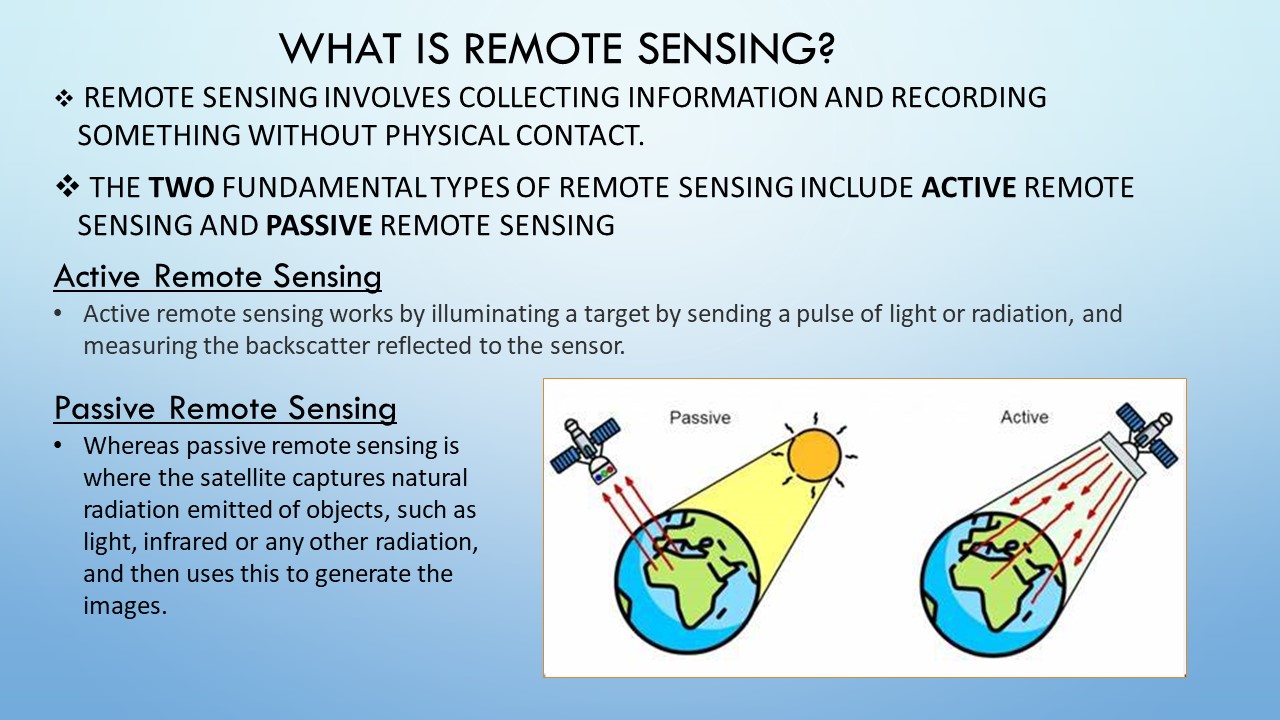 WHAT IS REMOTE SENSING?
❖ REMOTE SENSING INVOLVES COLLECTING INFORMATION AND RECORDING
SOMETHING WITHOUT PHYSICAL CONTACT.
❖ THE TWO FUNDAMENTAL TYPES OF REMOTE SENSING INCLUDE ACTIVE REMOTE
SENSING AND PASSIVE REMOTE SENSING
Active Remote Sensing
• Active remote sensing works by illuminating a target by sending a pulse of light or radiation, and
measuring the backscatter reflected to the sensor.
Passive Remote Sensing
• Whereas passive remote sensing is
where the satellite captures natural
radiation emitted of objects, such as
light, infrared or any other radiation,
and then uses this to generate the
images.
Passive
Active